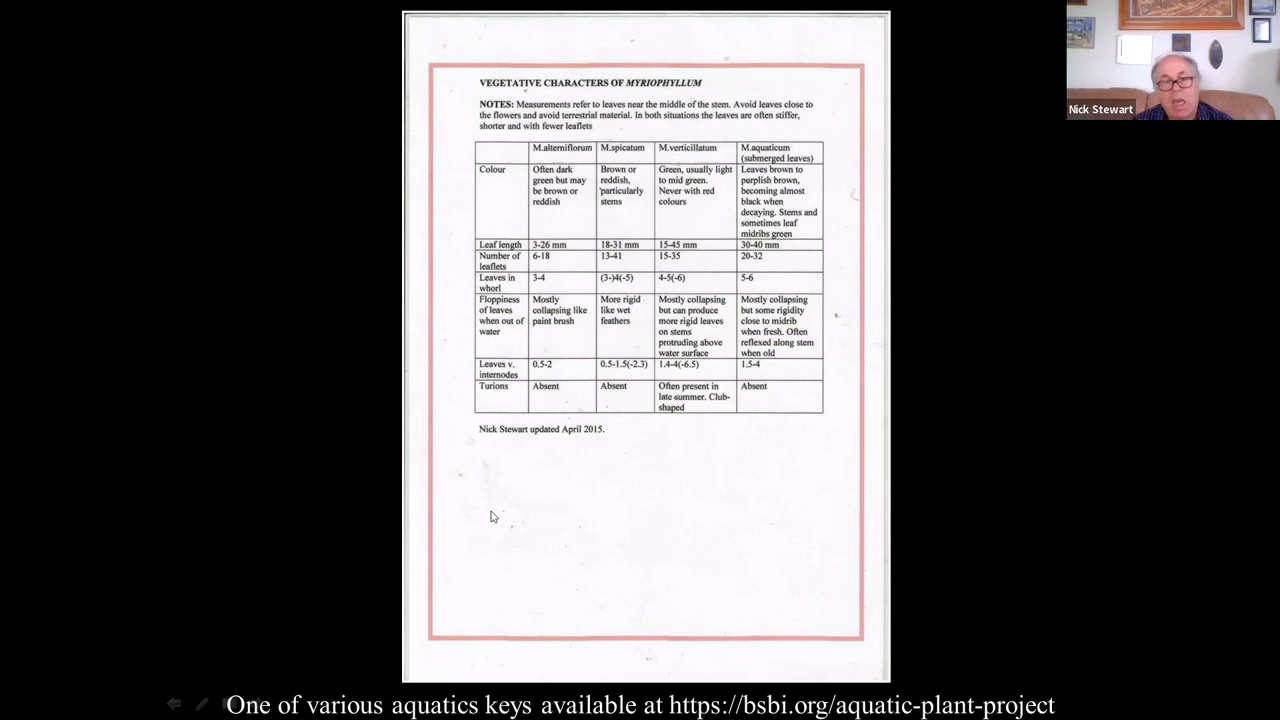 Nick Stewart
VEGETATIVE CHARACTERS OF MYRIOPHYLLUM
NOTES: Measurements refer to leaves near the middle of the stem. Avoid leaves close to
the flowers and avoid terrestrial material. In both situations the leaves are often stiffer,
shorter and with fewer leaflets
M.alterniflorum M.spicatum M.verticillatum M.aquaticum
(submerged leaves)
Colour Often dark Brown or Green, usually light Leaves brown to
green but may reddish, to mid green. purplish brown,
be brown or particularly Never with red becoming almost
reddish stems colours black when
decaying. Stems and
sometimes leaf
midribs green
Leaf length 3-26 mm 18-31 mm 15-45 mm 30-40 mm
Number of 6-18 13-41 15-35 20-32
leaflets
Leaves in 3-4 (3-)4(-5) 4-5(-6) 5-6
whorl
Floppiness Mostly More rigid Mostly collapsing Mostly collapsing
of leaves collapsing like like wet but can produce but some rigidity
when out of paint brush feathers more rigid leaves close to midrib
water on stems when fresh. Often
protruding above reflexed along stem
water surface when old
Leaves v. 0.5-2 0.5-1.5(-2.3) 1.4-4(-6.5) 1.5-4
internodes
Turions Absent Absent Often present in Absent
late summer. Club-
shaped
Nick Stewart updated April 2015.
One of various aquatics keys available at https://bsbi.org/aquatic-plant-project